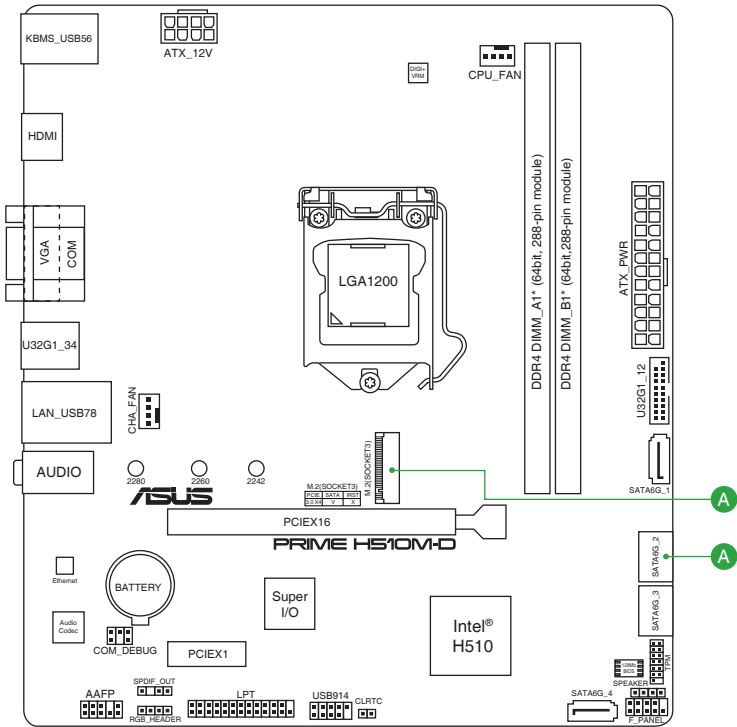 KBMS_USB56
ATX_12V
DIGI+
VRM
CPU_FAN
HDMI
VGA
COM
LGA1200
DDR4 DIMM_A1* (64bit, 288-pin module)
DDR4 DIMM_B1* (64bit,288-pin module)
ATX_PWR
U32G1_34
U32G1_12
LAN_USB78
CHA_FAN
AUDIO
2280
2260
2242
M.2(SOCKET3)
SATA6G_1
ASUS
M.2(SOCKET3)
PCIE SATA IRST
3.0 X4 V X
A
PCIEX16
PRIME H510M-D
SATA6G_2
A
Ethernet
BATTERY
Super
I/O
Intel®
H510
SATA6G_3
Audio
Codec
COM_DEBUG
PCIEX1
128Mb
BIOS
TPM
SPEAKER
SPDIF_OUT
AAFP
RGB_HEADER
LPT
USB914
CLRTC
SATA6G_4
F_PANEL